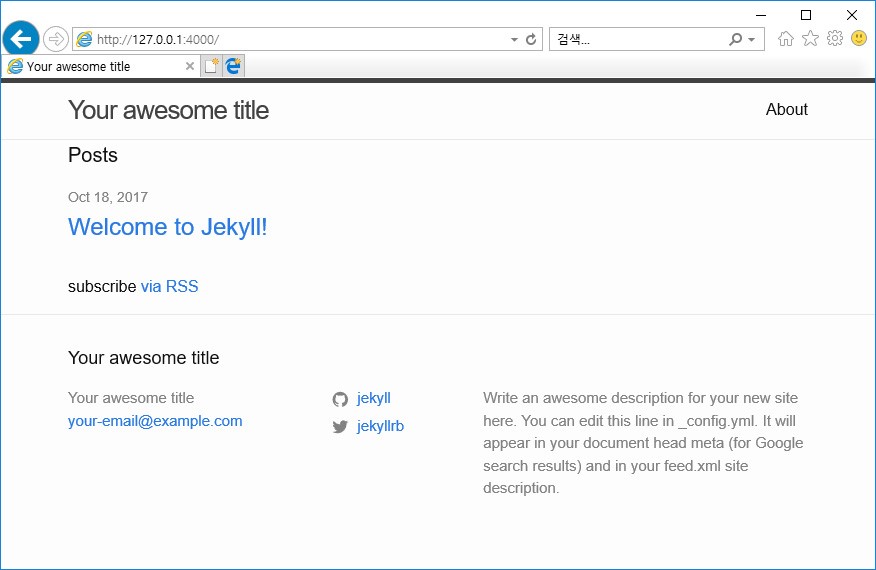 http://127.0.0.1:4000/
검색...
Your awesome title
Your awesome title
About
Posts
Oct 18, 2017
Welcome to Jekyll!
subscribe via RSS
Your awesome title
Your awesome title
your-email@example.com
jekyll
jekyllrb
Write an awesome description for your new site
here. You can edit this line in _config.yml. It will
appear in your document head meta (for Google
search results) and in your feed.xml site
description.